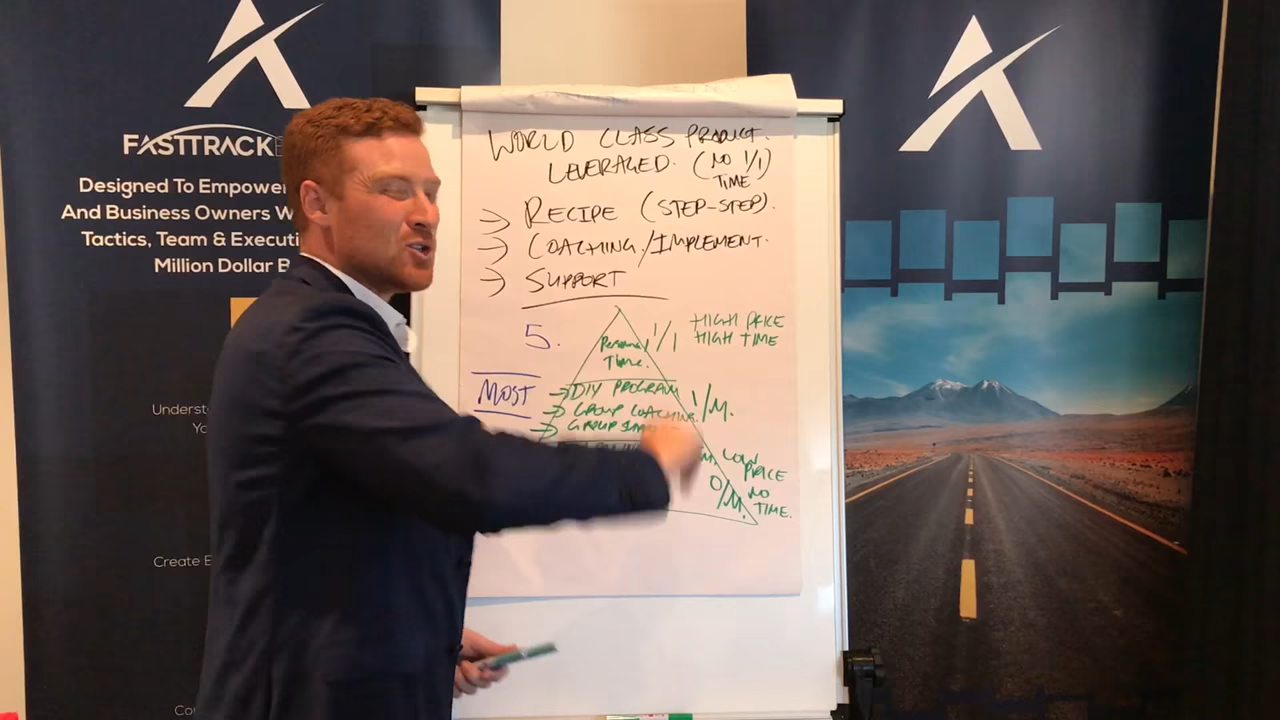 FASTTRACK
Designed To Empower
And Business Owners W
Tactics, Team & Executi
Million Dollar B
Underst
Yo
Create E
Co
WORLD CLASS PRODUCT.
LEVERAGED. (NO 1/1)
TIME
→ RECIPE (STEP-STEP).
→ COACHING/IMPLEMENT.
→ SUPPORT
5.
Personal
Time.
1/1
HIGH PRICE
HIGH TIME
MOST
→ DIY PROGRAM
→ GROUP COACHING.
→ GROUP
1/M.
LOW
PRICE
0/M.
NO
TIME.